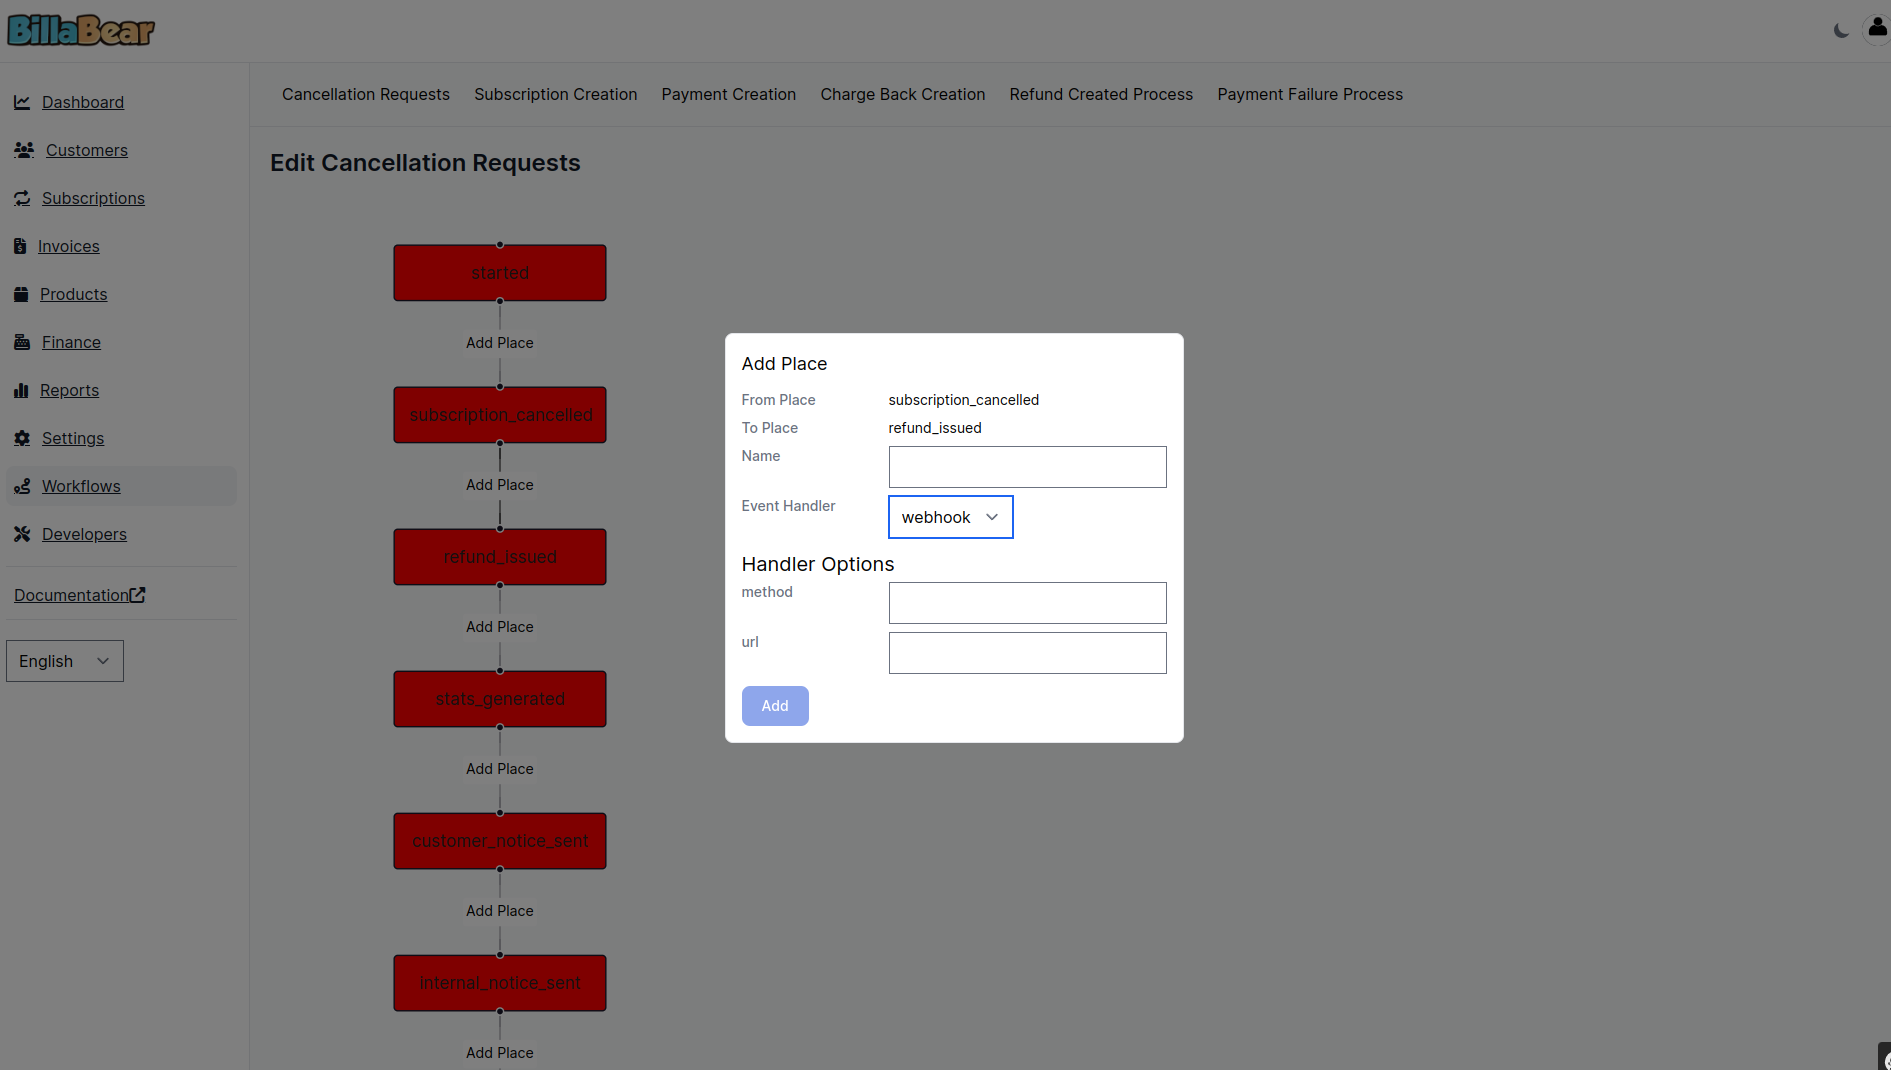 BillaBear
Dashboard
Customers
Subscriptions
Invoices
Products
Finance
Reports
Settings
Workflows
Developers
Documentation
English
Cancellation Requests Subscription Creation Payment Creation Charge Back Creation Refund Created Process Payment Failure Process
Edit Cancellation Requests
started
Add Place
subscription_cancelled
Add Place
refund_issued
Add Place
stats_generated
Add Place
customer_notice_sent
Add Place
internal_notice_sent
Add Place
Add Place
From Place subscription_cancelled
To Place refund_issued
Name
Event Handler webhook
Handler Options
method
url
Add